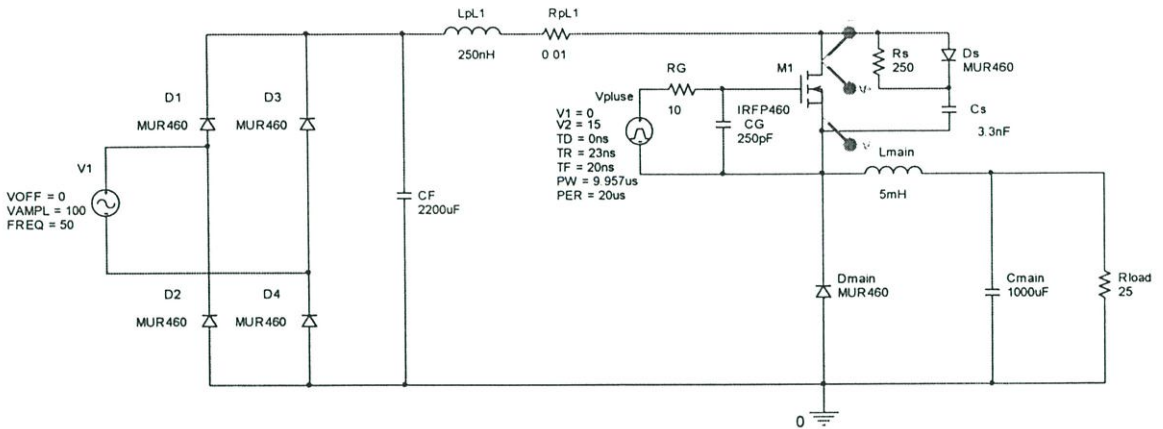 LpL1
RpL1
250nH
0 01
Rs
250
Ds
MUR460
RG
10
M1
IRFP460
Cs
3.3nF
D1
MUR460
D3
MUR460
Vpluse
V1 = 0
V2 = 15
TD = 0ns
TR = 23ns
TF = 20ns
PW = 9.957us
PER = 20us
CG
250pF
V1
VOFF = 0
VAMPL = 100
FREQ = 50
CF
2200uF
Lmain
5mH
D2
MUR460
D4
MUR460
Dmain
MUR460
Cmain
1000uF
Rload
25
0